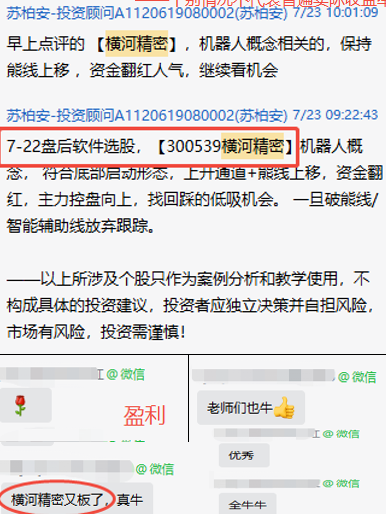 苏柏安-投资顾问A1120619080002(苏柏安) 7/23 10:01:09
早上点评的 【横河精密】，机器人概念相关的，保持
熊线上移 ，资金翻红人气，继续看机会
苏柏安-投资顾问A1120619080002(苏柏安) 7/23 09:22:43
7-22盘后软件选股，【300539横河精密】机器人概
念， 符合底部启动形态，上升通道+熊线上移，资金翻
红，主力控盘向上，找回踩的低吸机会。 一旦破熊线/
智能辅助线放弃跟踪。
——以上所涉及个股只作为案例分析和教学使用，不
构成具体的投资建议，投资者应独立决策并自担风险，
市场有风险，投资需谨慎！
@微信
@微信
盈利
老师们也牛👍
@微信
优秀
@微信
横河精密又板了，真牛
@微信
全牛牛